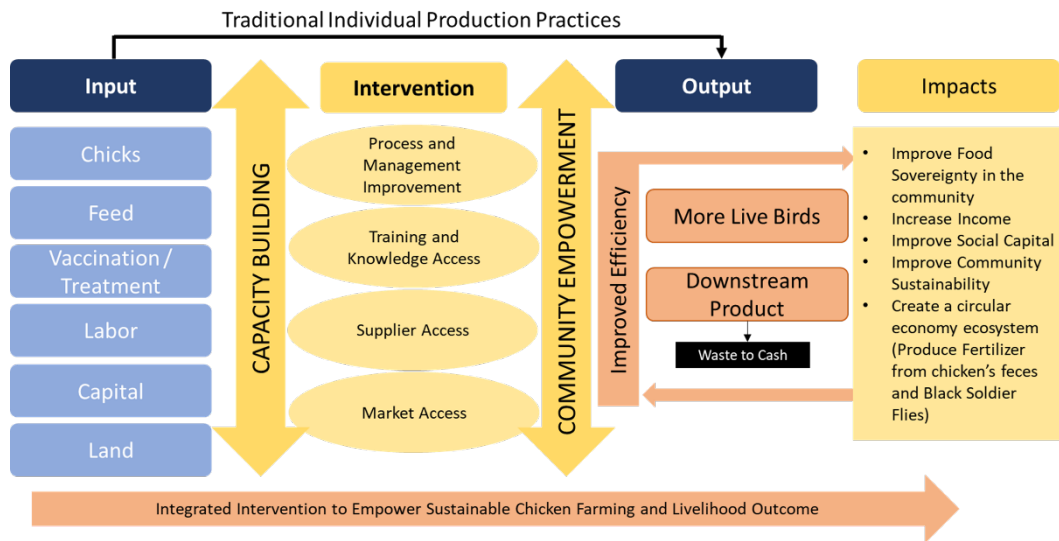 Traditional Individual Production Practices
Input
Chicks
Feed
Vaccination /
Treatment
Labor
Capital
Land
CAPACITY BUILDING
Intervention
Process and
Management
Improvement
Training and
Knowledge Access
Supplier Access
Market Access
COMMUNITY EMPOWERMENT
Output
Improved Efficiency
More Live Birds
Downstream
Product
Waste to Cash
Impacts
• Improve Food
Sovereignty in the
community
• Increase Income
• Improve Social Capital
• Improve Community
Sustainability
• Create a circular
economy ecosystem
(Produce Fertilizer
from chicken's feces
and Black Soldier
Flies)
Integrated Intervention to Empower Sustainable Chicken Farming and Livelihood Outcome